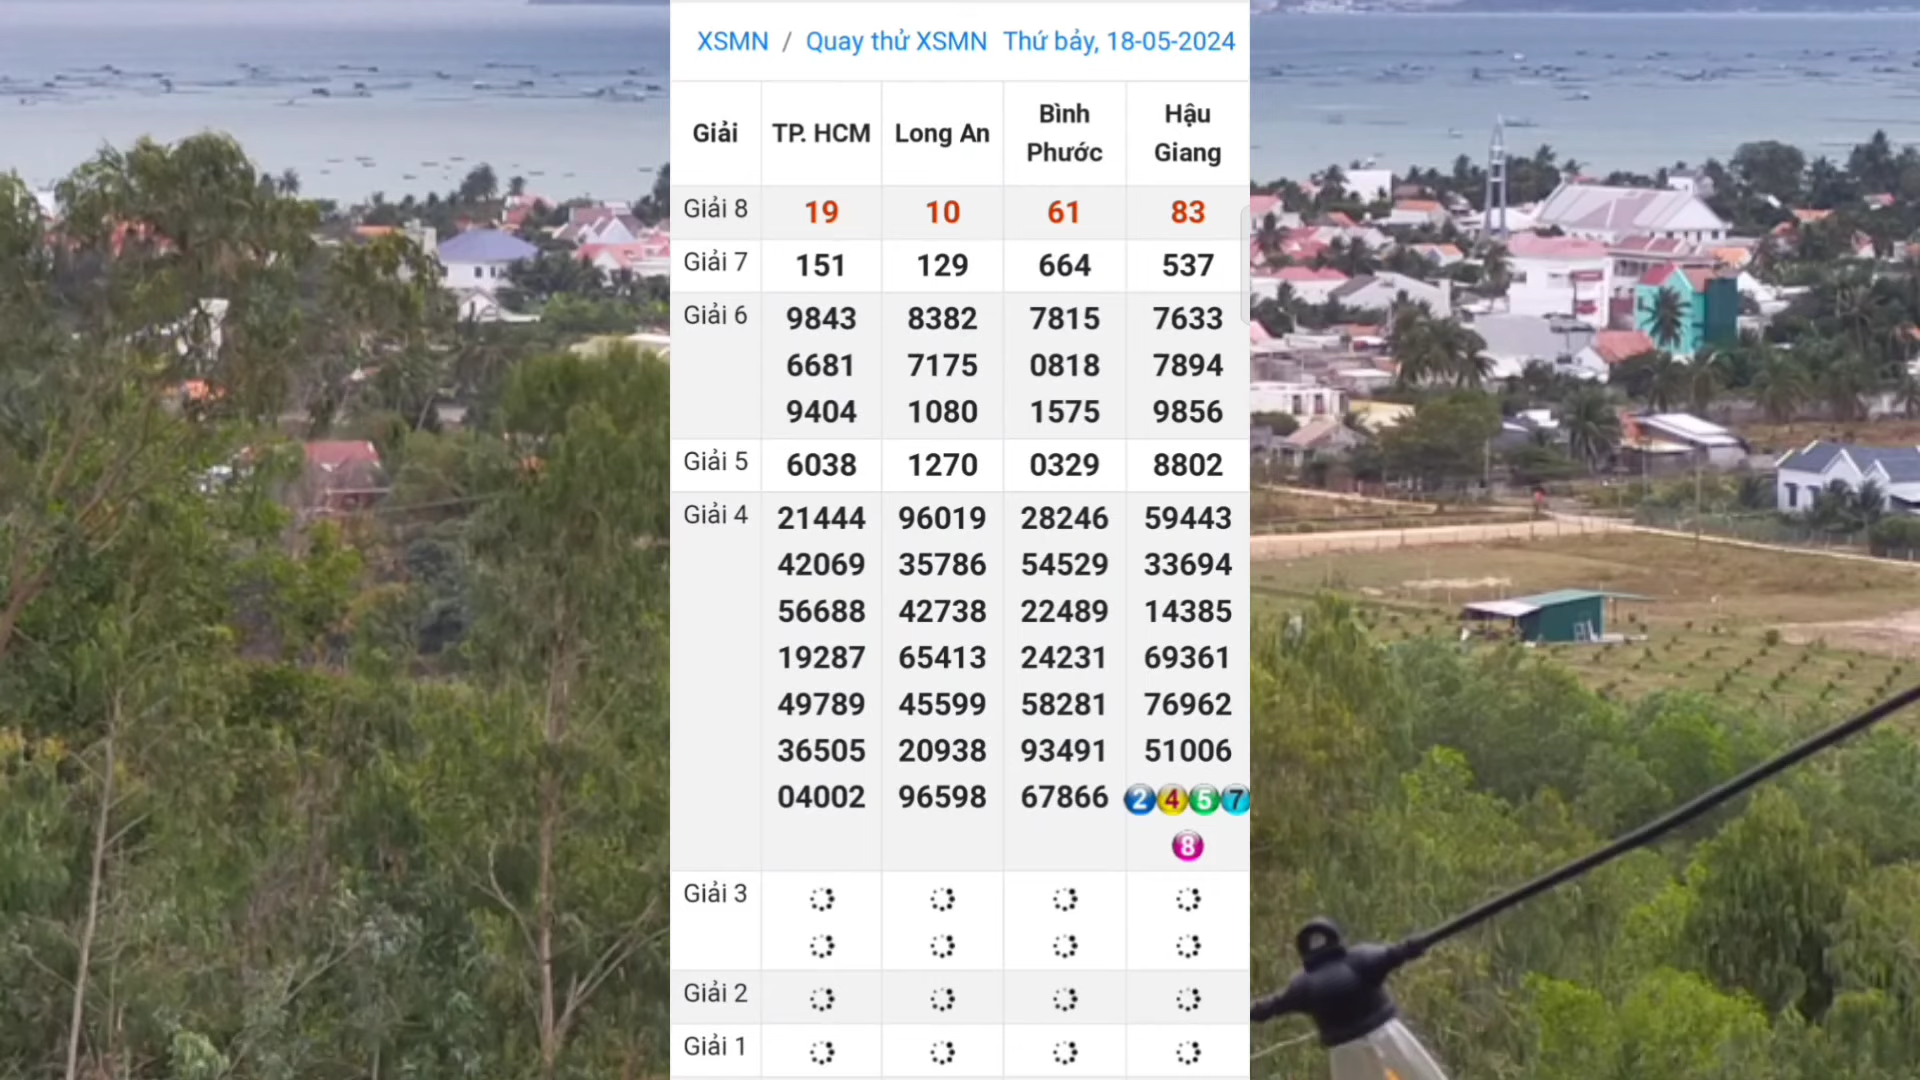 XSMN / Quay thử XSMN Thứ bảy, 18-05-2024
Giải TP. HCM Long An Bình Phước Hậu Giang
Giải 8 19 10 61 83
Giải 7 151 129 664 537
Giải 6 9843 8382 7815 7633
6681 7175 0818 7894
9404 1080 1575 9856
Giải 5 6038 1270 0329 8802
Giải 4 21444 96019 28246 59443
42069 35786 54529 33694
56688 42738 22489 14385
19287 65413 24231 69361
49789 45599 58281 76962
36505 20938 93491 51006
04002 96598 67866 2 4 5 7
8
Giải 3
Giải 2
Giải 1